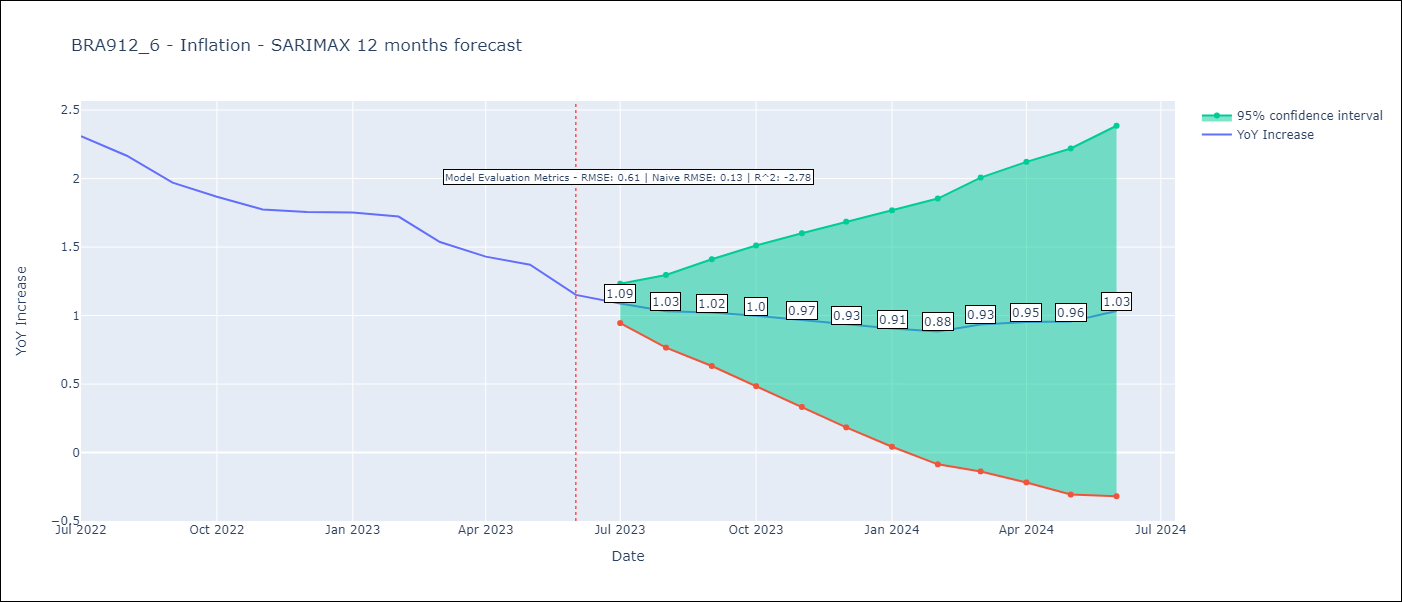 BRA912_6 - Inflation - SARIMAX 12 months forecast
2.5
2
1.5
1
0.5
0
−0.5
YoY Increase
Model Evaluation Metrics - RMSE: 0.61 | Naive RMSE: 0.13 | R^2: -2.78
1.09
1.03
1.02
1.0
0.97
0.93
0.91
0.88
0.93
0.95
0.96
1.03
Jul 2022
Oct 2022
Jan 2023
Apr 2023
Jul 2023
Oct 2023
Jan 2024
Apr 2024
Jul 2024
Date
95% confidence interval
YoY Increase